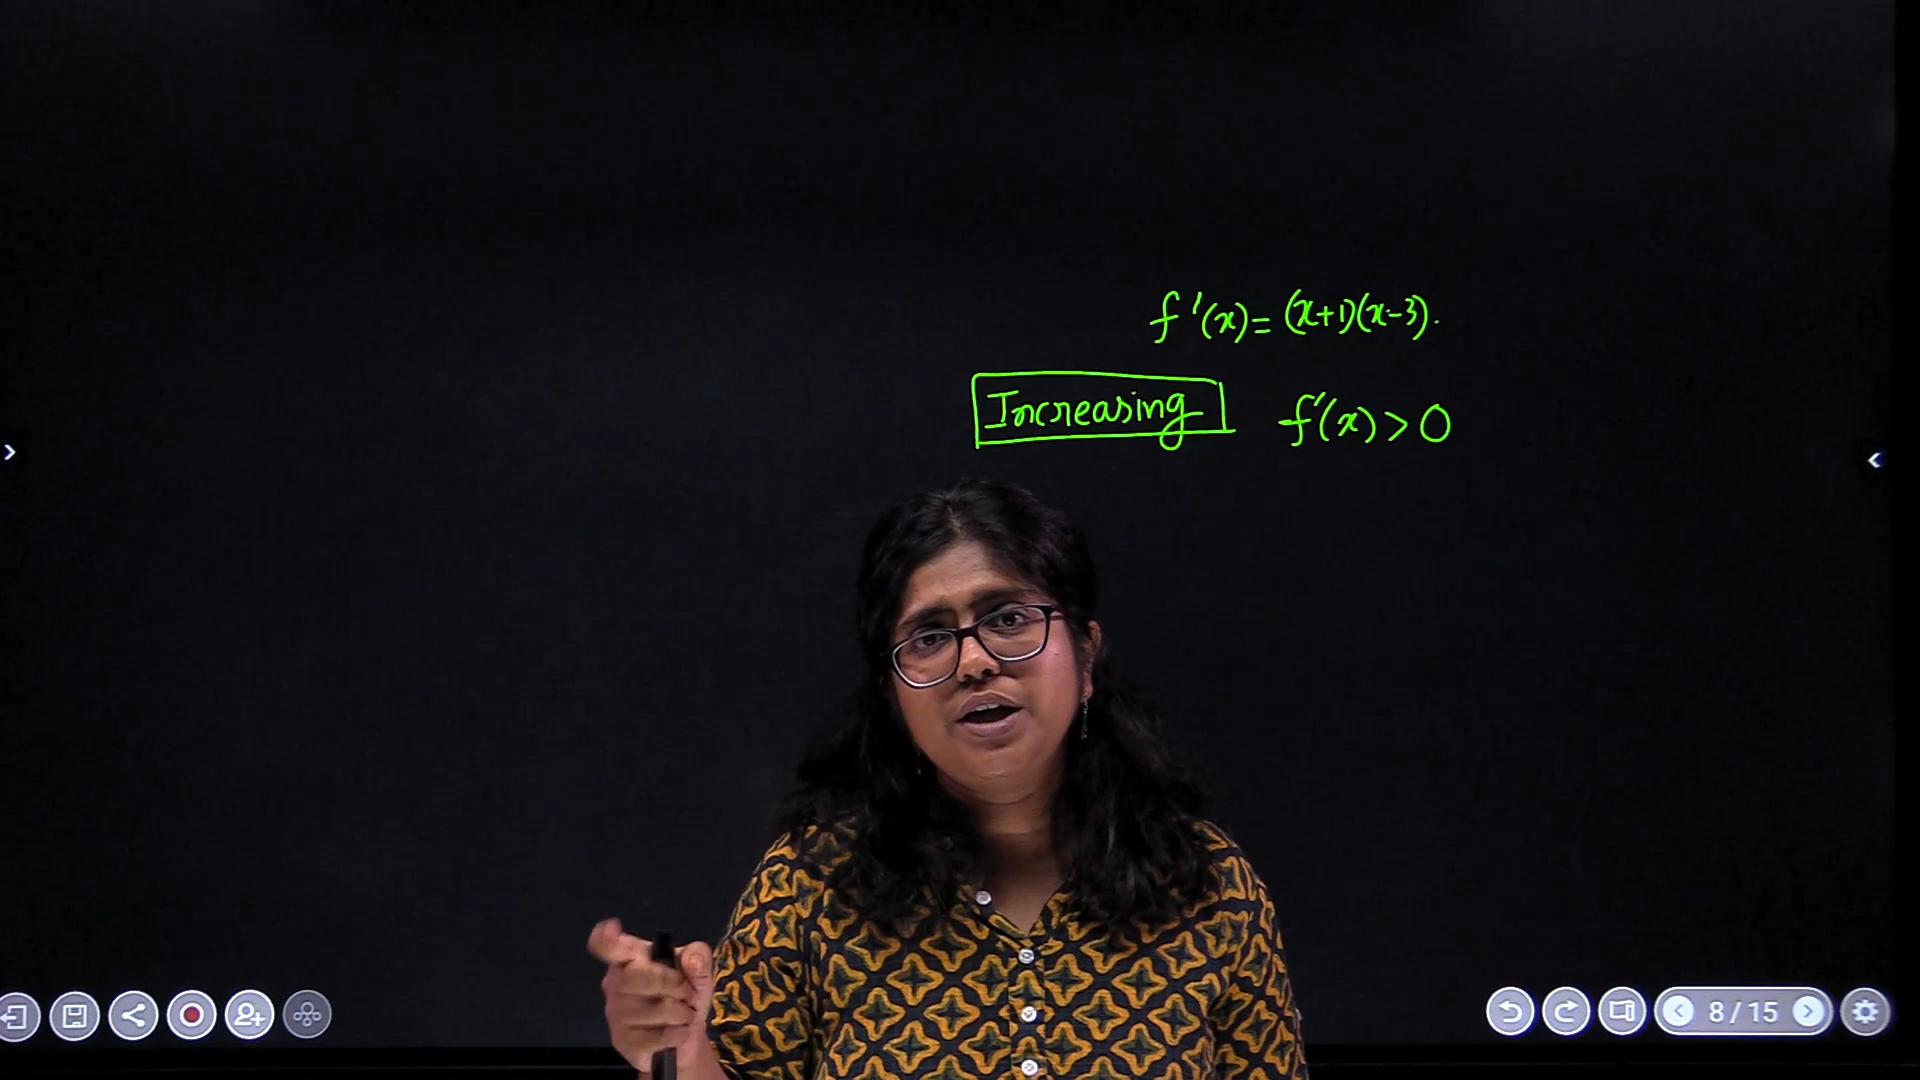 f'(x) = (x+1)(x-3).
Increasing f'(x) > 0
8 / 15